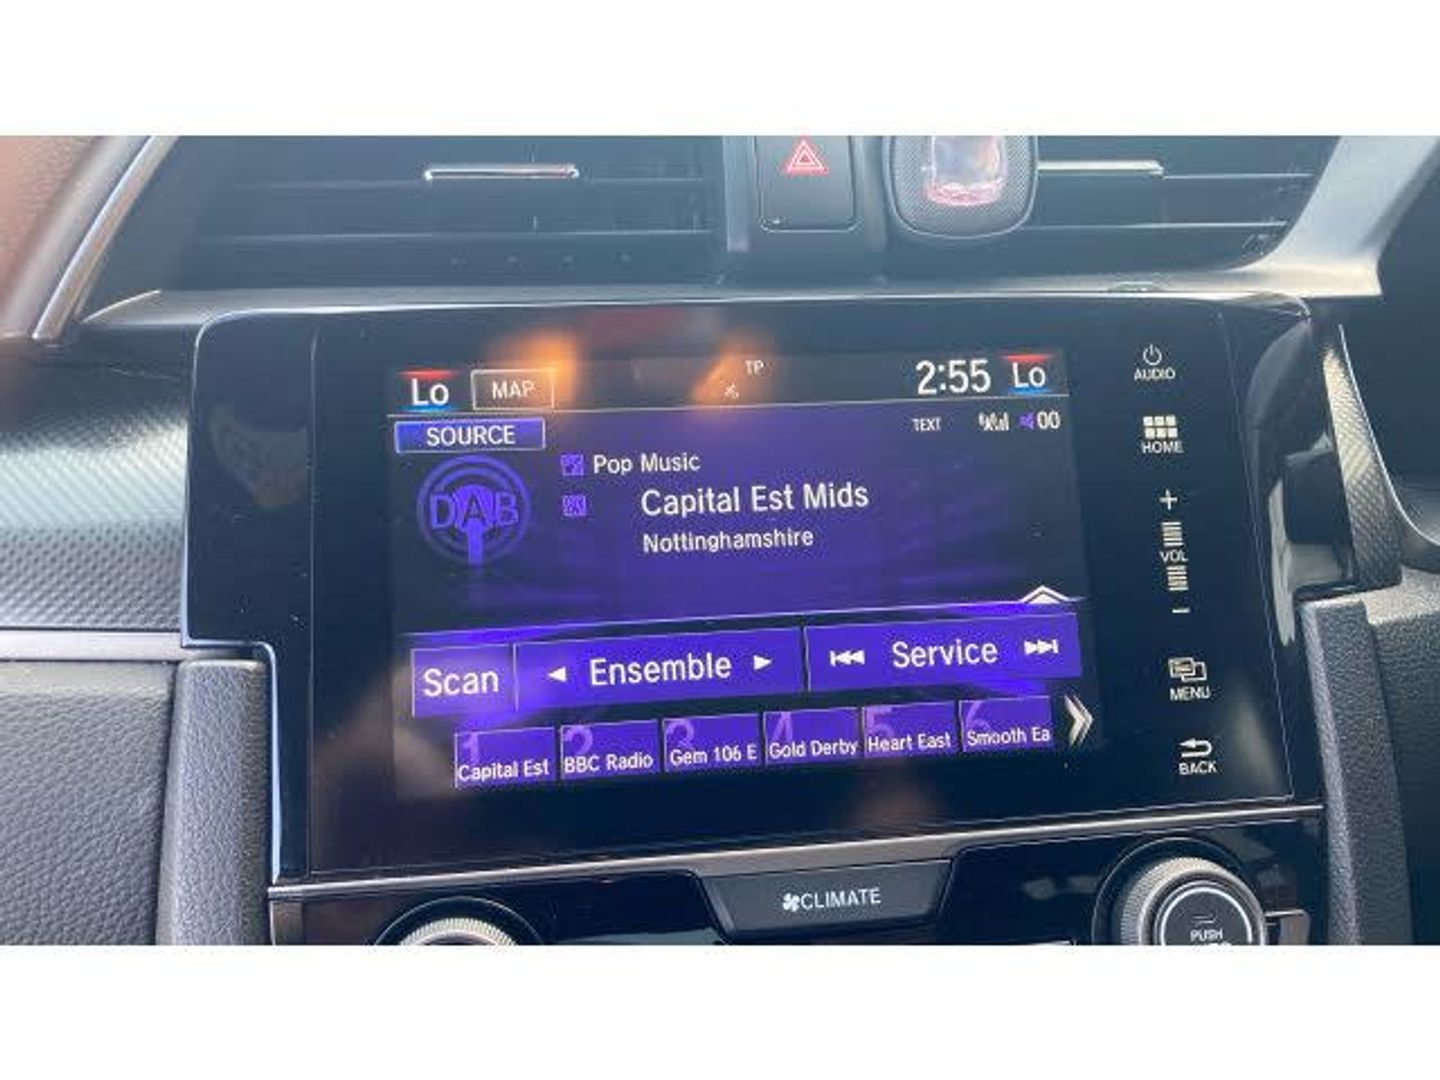 Lo MAP TP 2:55 Lo
AUDIO
SOURCE
TEXT 00
HOME
Pop Music
DAB
Capital Est Mids
Nottinghamshire
+
VOL
-
Scan Ensemble Service
MENU
1 Capital Est
2 BBC Radio
3 Gem 106 E
4 Gold Derby
5 Heart East
6 Smooth Ea
BACK
CLIMATE
PUSH